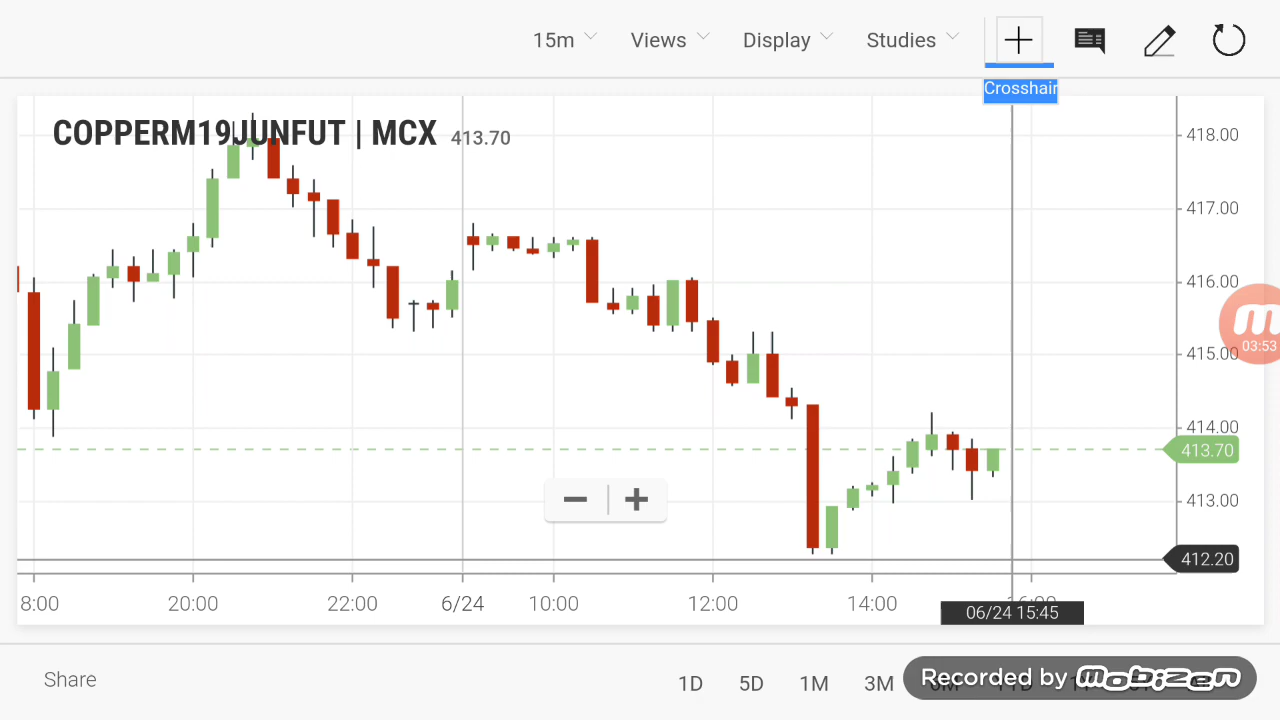 15m Views Display Studies
Crosshair
COPPERM19JUNFUT | MCX 413.70
418.00
417.00
416.00
03:53
415.00
414.00
413.70
413.00
412.20
8:00 20:00 22:00 6/24 10:00 12:00 14:00 16:00
06/24 15:45
Share 1D 5D 1M 3M
Recorded by mobizen